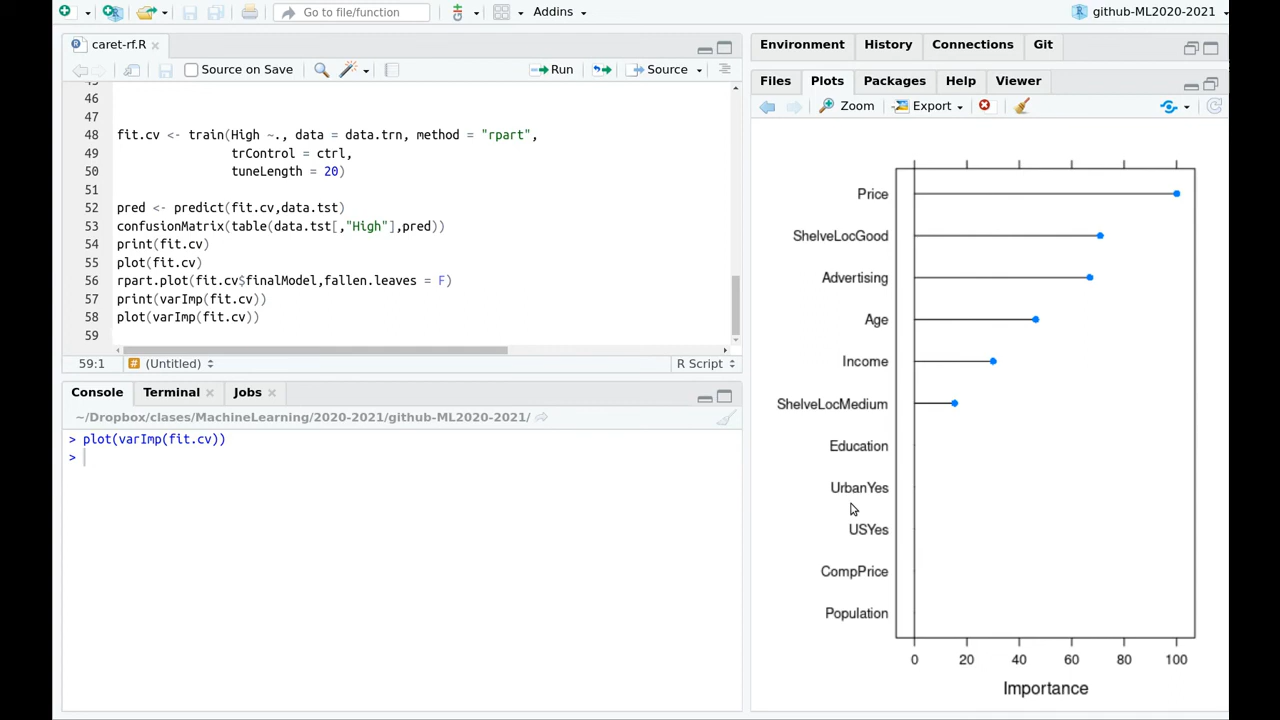 Go to file/function
Addins
github-ML2020-2021
caret-rf.R
Source on Save
Run
Source
46
47
48 fit.cv <- train(High ~., data = data.trn, method = "rpart",
49 trControl = ctrl,
50 tuneLength = 20)
51
52 pred <- predict(fit.cv,data.tst)
53 confusionMatrix(table(data.tst[,"High"],pred))
54 print(fit.cv)
55 plot(fit.cv)
56 rpart.plot(fit.cv$finalModel,fallen.leaves = F)
57 print(varImp(fit.cv))
58 plot(varImp(fit.cv))
59
59:1 # (Untitled) R Script
Console Terminal Jobs
~/Dropbox/clases/MachineLearning/2020-2021/github-ML2020-2021/
> plot(varImp(fit.cv))
>
Environment History Connections Git
Files Plots Packages Help Viewer
Zoom Export
Price
ShelveLocGood
Advertising
Age
Income
ShelveLocMedium
Education
UrbanYes
USYes
CompPrice
Population
0 20 40 60 80 100
Importance